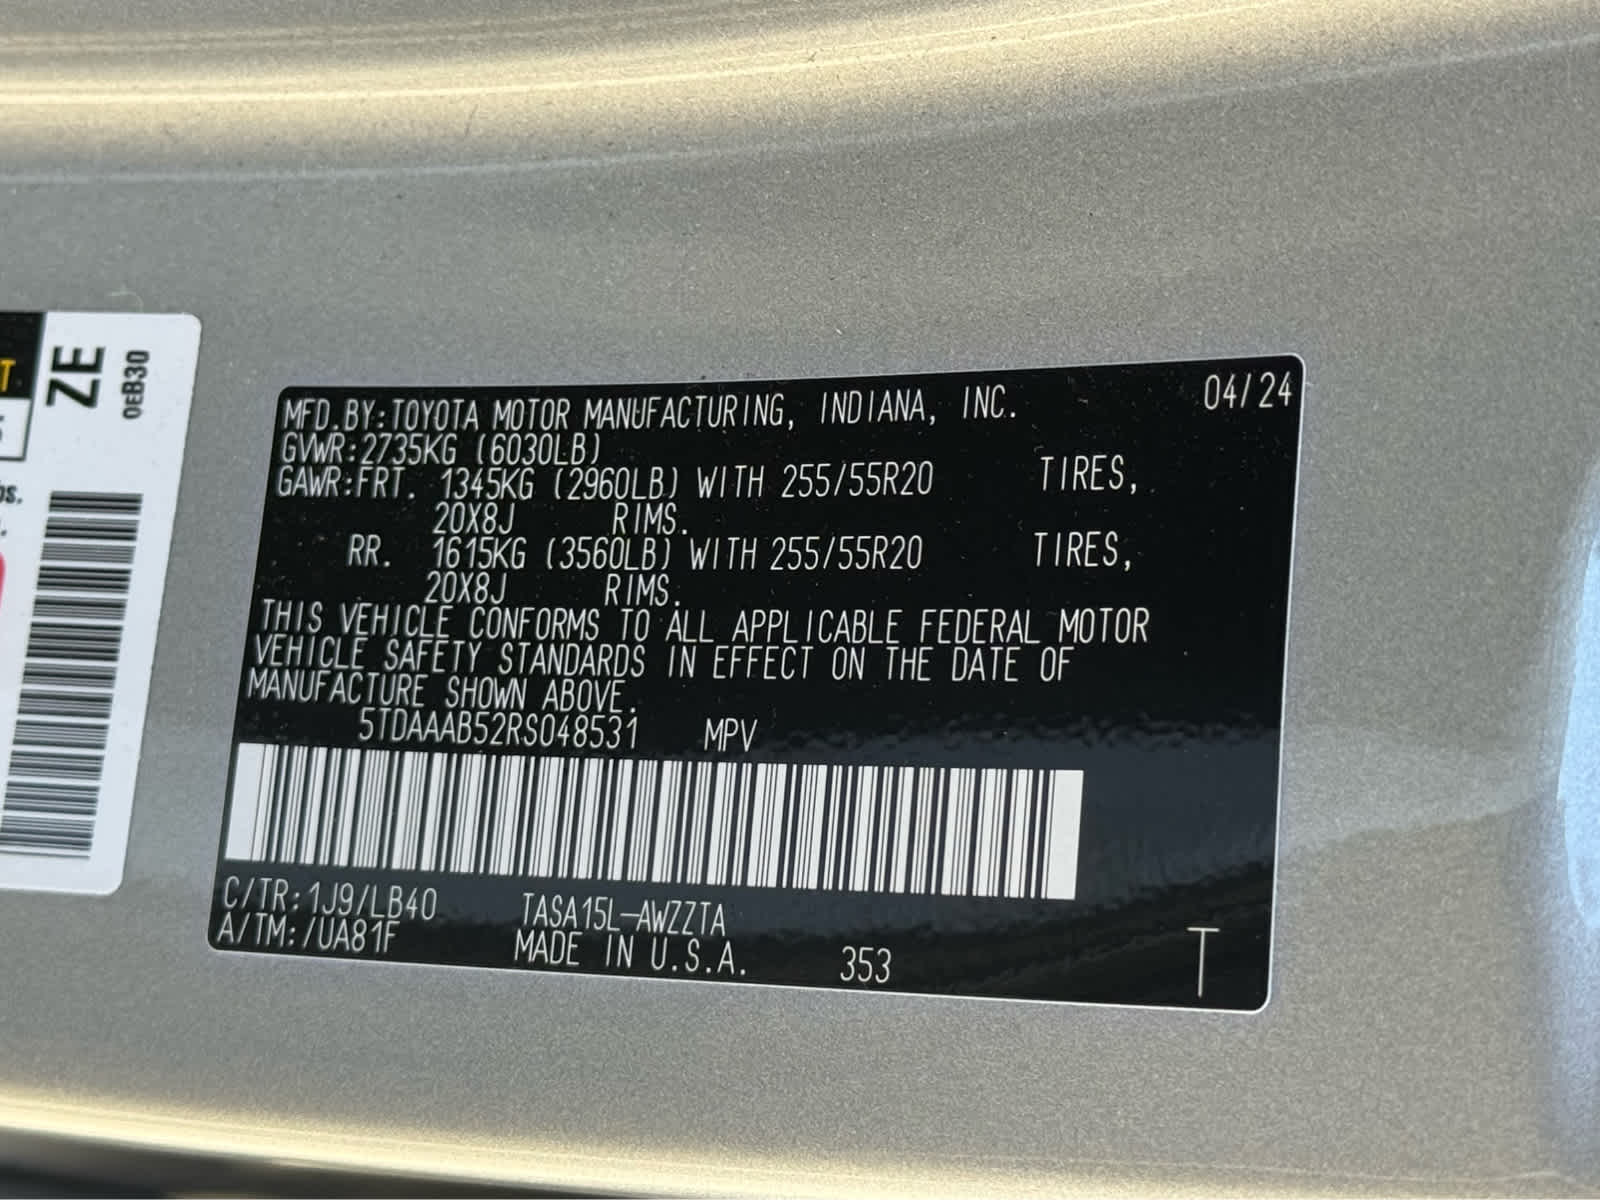 T
ZE
0EB30
MFD.BY:TOYOTA MOTOR MANUFACTURING, INDIANA, INC. 04/24
GVWR:2735KG (6030LB)
GAWR:FRT. 1345KG (2960LB) WITH 255/55R20 TIRES,
20X8J RIMS.
RR. 1615KG (3560LB) WITH 255/55R20 TIRES,
20X8J RIMS.
THIS VEHICLE CONFORMS TO ALL APPLICABLE FEDERAL MOTOR
VEHICLE SAFETY STANDARDS IN EFFECT ON THE DATE OF
MANUFACTURE SHOWN ABOVE.
5TDAAAB52RS048531 MPV
C/TR:1J9/LB40 TASA15L-AWZZTA
A/TM:/UA81F MADE IN U.S.A. 353 T